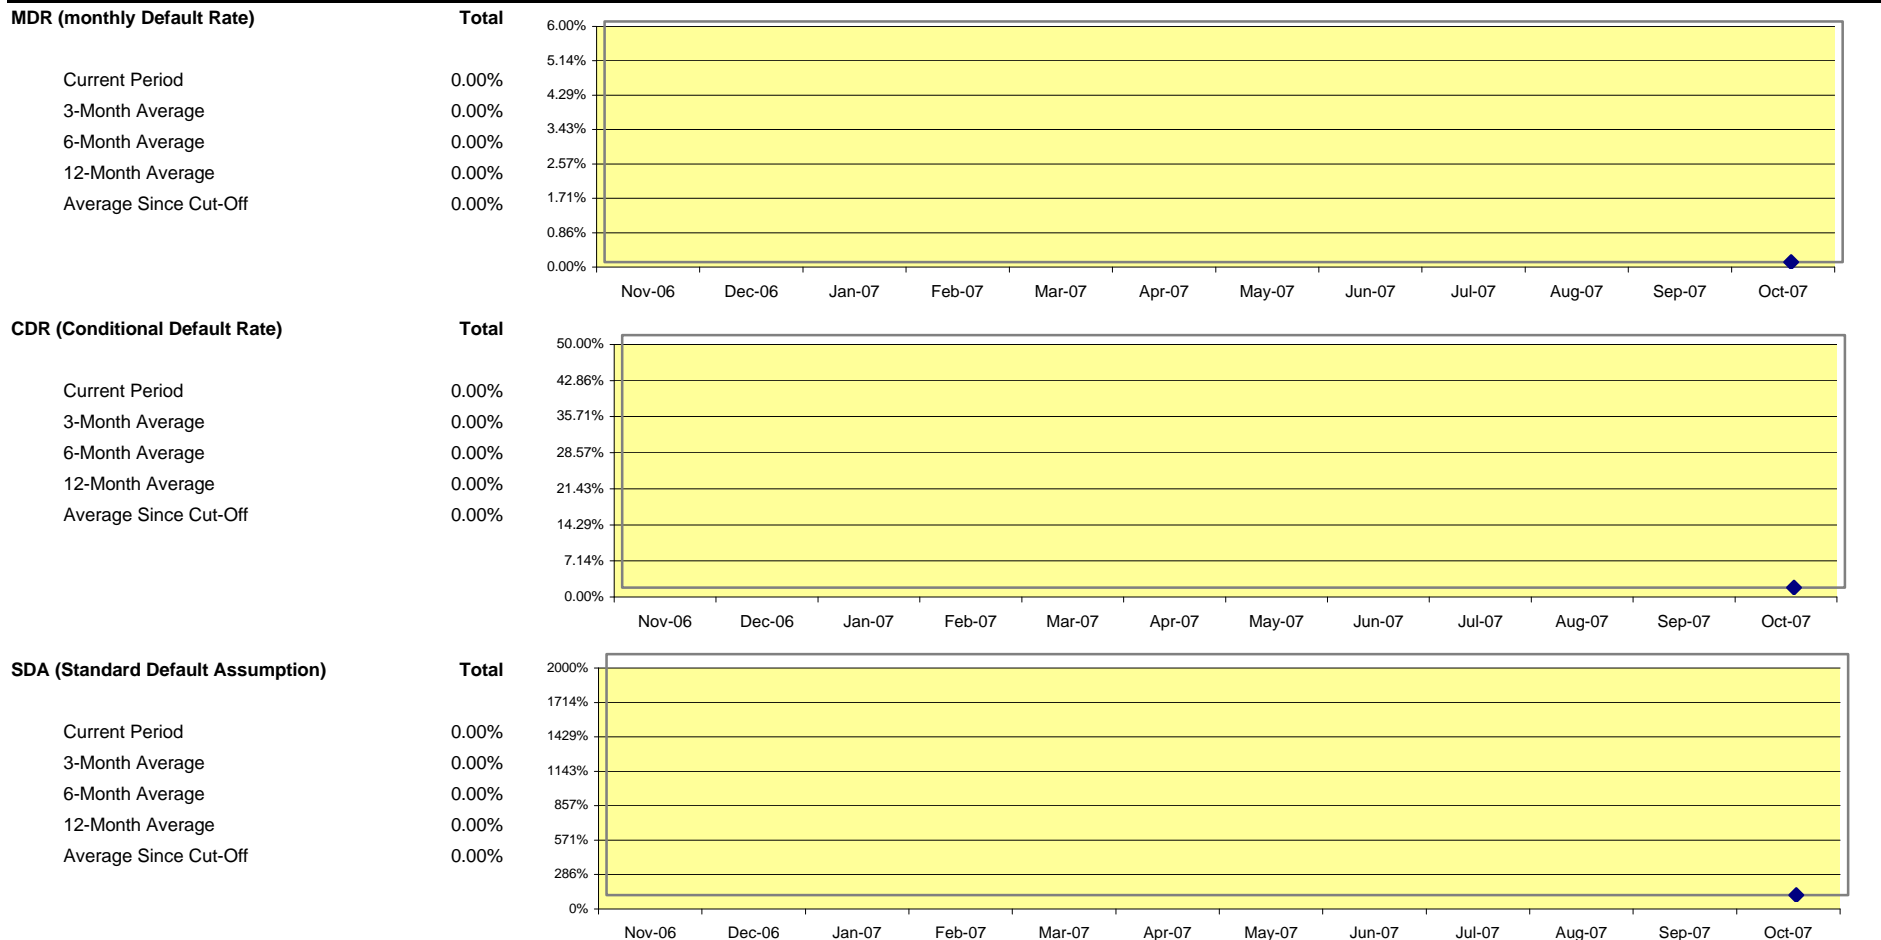 MDR (monthly Default Rate) Total
Current Period 0.00%
3-Month Average 0.00%
6-Month Average 0.00%
12-Month Average 0.00%
Average Since Cut-Off 0.00%
6.00%
5.14%
4.29%
3.43%
2.57%
1.71%
0.86%
0.00%
Nov-06 Dec-06 Jan-07 Feb-07 Mar-07 Apr-07 May-07 Jun-07 Jul-07 Aug-07 Sep-07 Oct-07
CDR (Conditional Default Rate) Total
Current Period 0.00%
3-Month Average 0.00%
6-Month Average 0.00%
12-Month Average 0.00%
Average Since Cut-Off 0.00%
50.00%
42.86%
35.71%
28.57%
21.43%
14.29%
7.14%
0.00%
Nov-06 Dec-06 Jan-07 Feb-07 Mar-07 Apr-07 May-07 Jun-07 Jul-07 Aug-07 Sep-07 Oct-07
SDA (Standard Default Assumption) Total
Current Period 0.00%
3-Month Average 0.00%
6-Month Average 0.00%
12-Month Average 0.00%
Average Since Cut-Off 0.00%
2000%
1714%
1429%
1143%
857%
571%
286%
0%
Nov-06 Dec-06 Jan-07 Feb-07 Mar-07 Apr-07 May-07 Jun-07 Jul-07 Aug-07 Sep-07 Oct-07